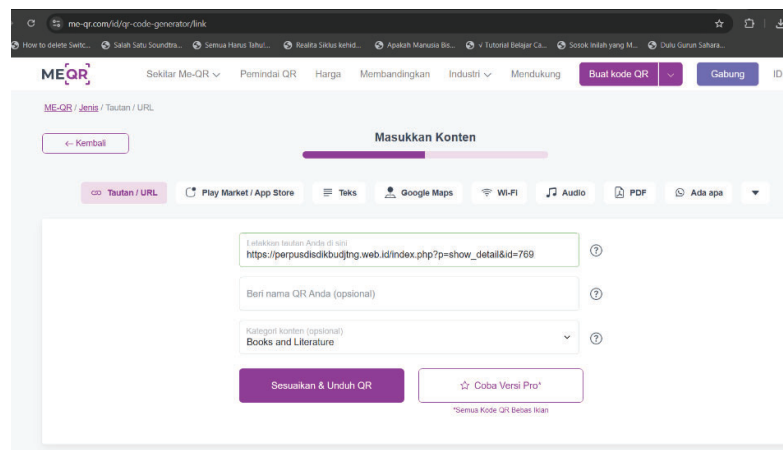 me-qr.com/id/qr-code-generator/link
How to delete Switc... Salah Satu Soundtra... Semua Harus Tahu!... Realita Siklus kehid... Apakah Manusia Bis... √ Tutorial Belajar Ca... Sosok Inilah yang M... Dulu Gurun Sahara...
MEQR Sekitar Me-QR Pemindai QR Harga Membandingkan Industri Mendukung Buat kode QR Gabung ID
ME-QR / Jenis / Tautan / URL
← Kembali
Masukkan Konten
Tautan / URL Play Market / App Store Teks Google Maps Wi-Fi Audio PDF Ada apa
Letakkan tautan Anda di sini
https://perpusdisdikbudjtng.web.id/index.php?p=show_detail&id=769
Beri nama QR Anda (opsional)
Kategori konten (opsional)
Books and Literature
Sesuaikan & Unduh QR Coba Versi Pro*
*Semua Kode QR Bebas Iklan